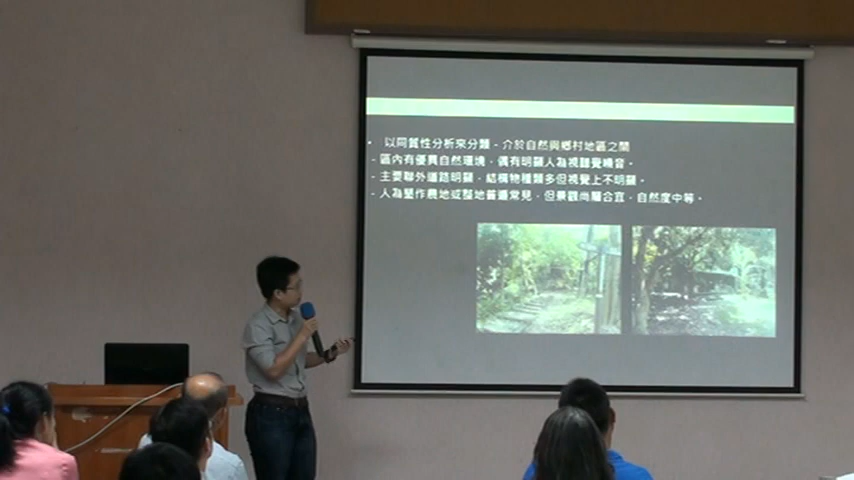 • 以同質性分析來分類，介於自然與鄉村地區之間
- 區內有優異自然環境，偶有明顯人為視聽覺噪音。
- 主要聯外道路明顯，結構物種類多但視覺上不明顯。
- 人為墾作農地或整地普遍常見，但景觀尚屬合宜，自然度中等。